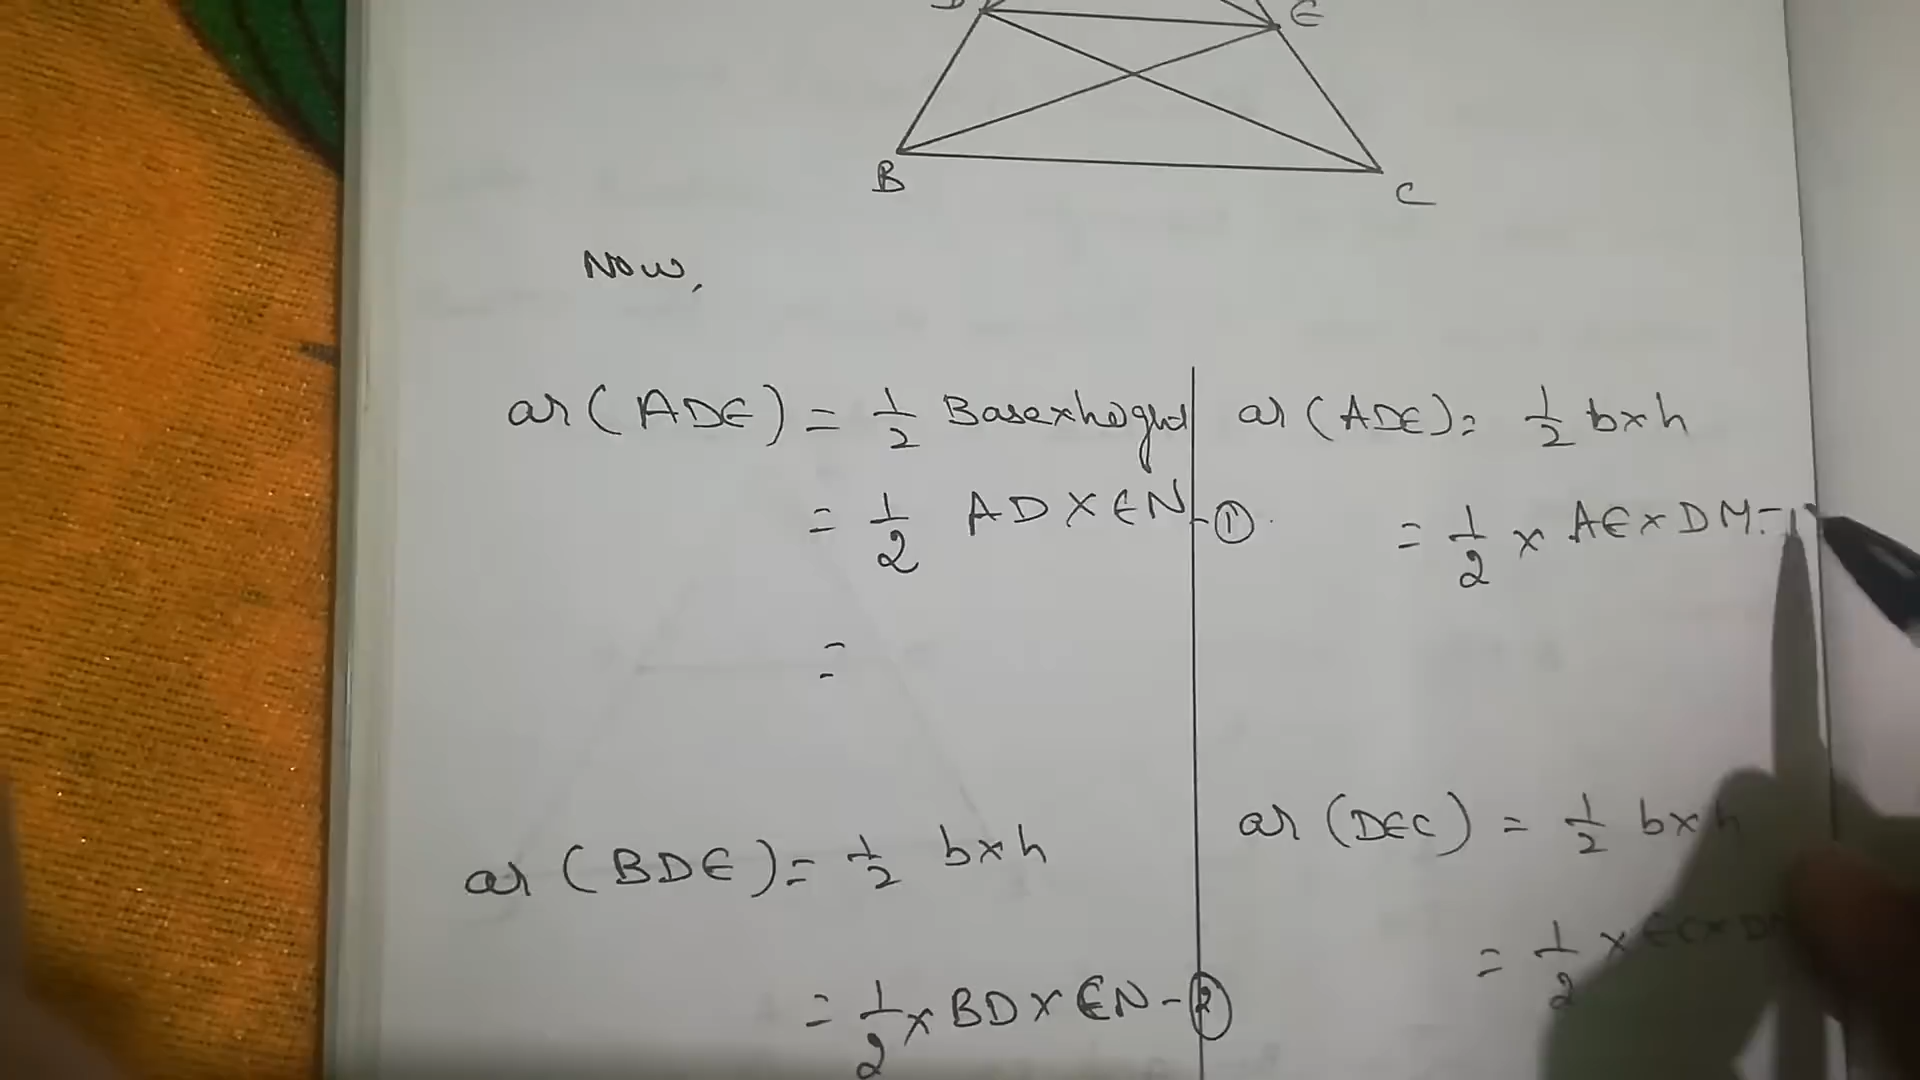 D E
B
C
Now,
ar (ADE) = 1/2 Base×height
= 1/2 AD × EN - ①
=
ar (BDE) = 1/2 b×h
= 1/2 × BD × EN - ②
ar (ADE) = 1/2 b×h
= 1/2 × AE × DM -
ar (DEC) = 1/2 b×h
= 1/2 × EC ×